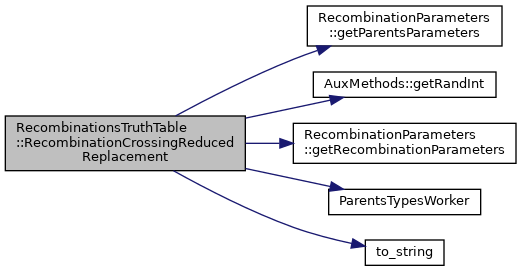 RecombinationsTruthTable
::RecombinationCrossingReduced
Replacement
RecombinationParameters
::getParentsParameters
AuxMethods::getRandInt
RecombinationParameters
::getRecombinationParameters
ParentsTypesWorker
to_string